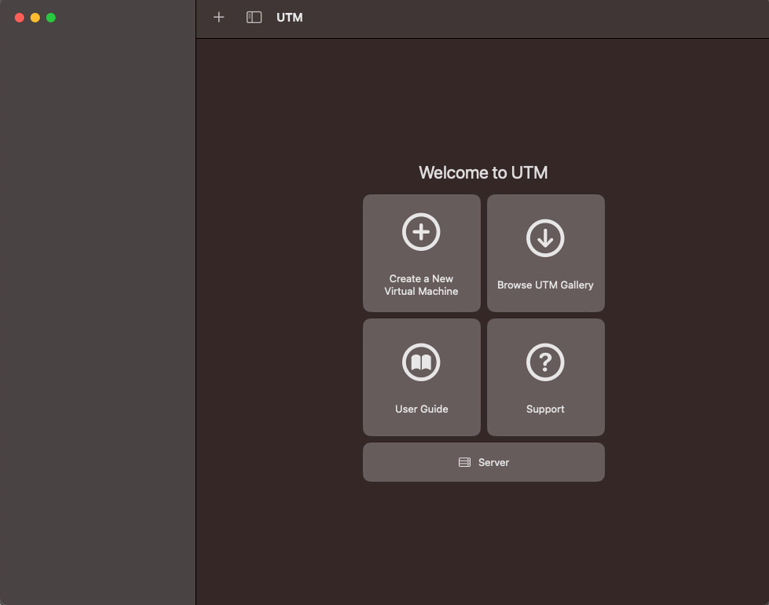 UTM
Welcome to UTM
Create a New
Virtual Machine
Browse UTM Gallery
User Guide
Support
Server